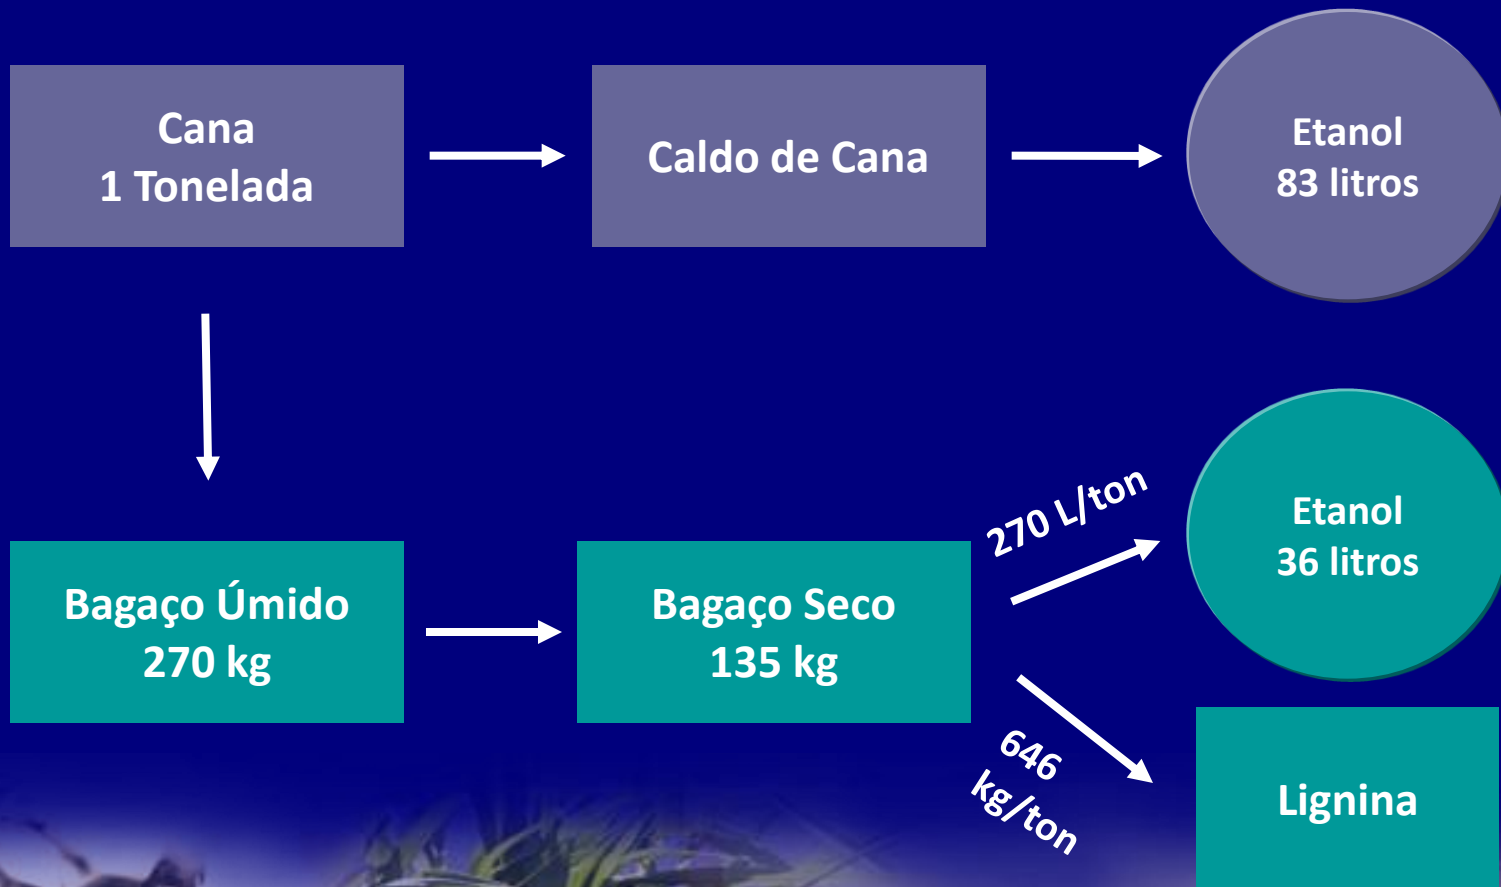 Cana
1 Tonelada
Caldo de Cana
Etanol
83 litros
Bagaço Úmido
270 kg
Bagaço Seco
135 kg
270 L/ton
Etanol
36 litros
646
kg/ton
Lignina